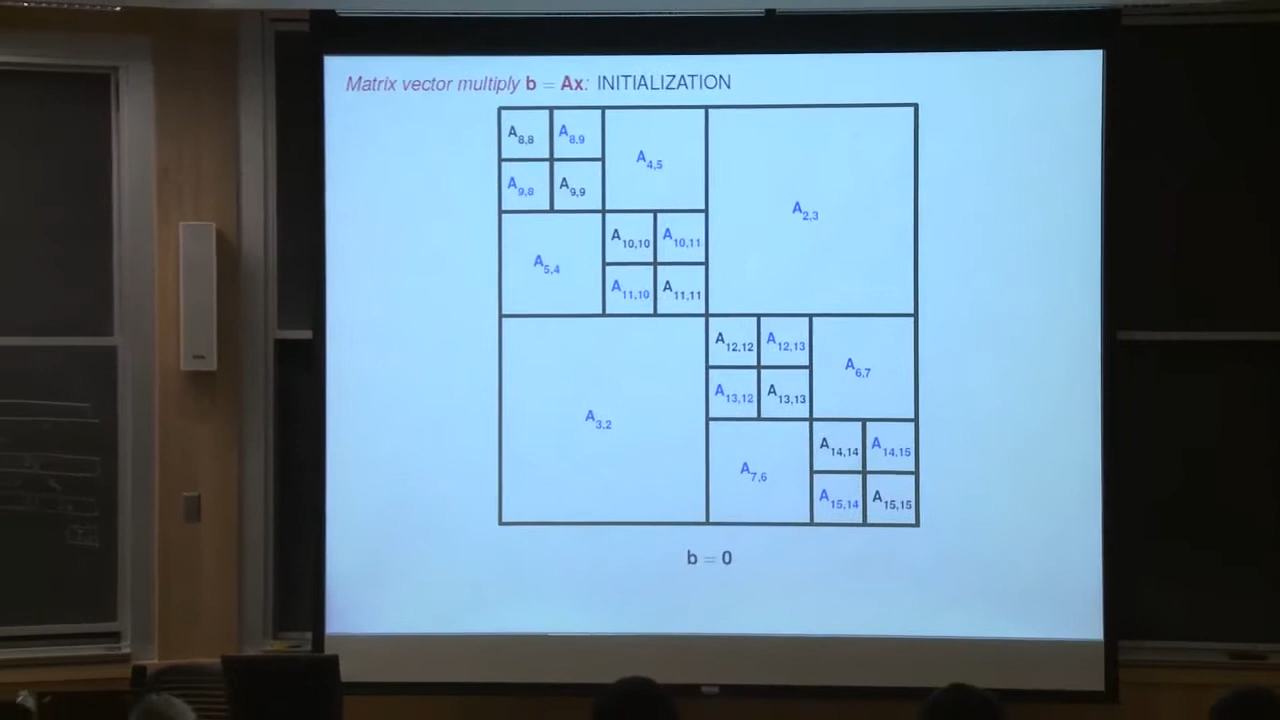 Matrix vector multiply b = Ax: INITIALIZATION
A8,8 A8,9 A4,5 A2,3
A9,8 A9,9
A5,4 A10,10 A10,11
A11,10 A11,11
A3,2 A12,12 A12,13 A6,7
A13,12 A13,13
A7,6 A14,14 A14,15
A15,14 A15,15
b = 0